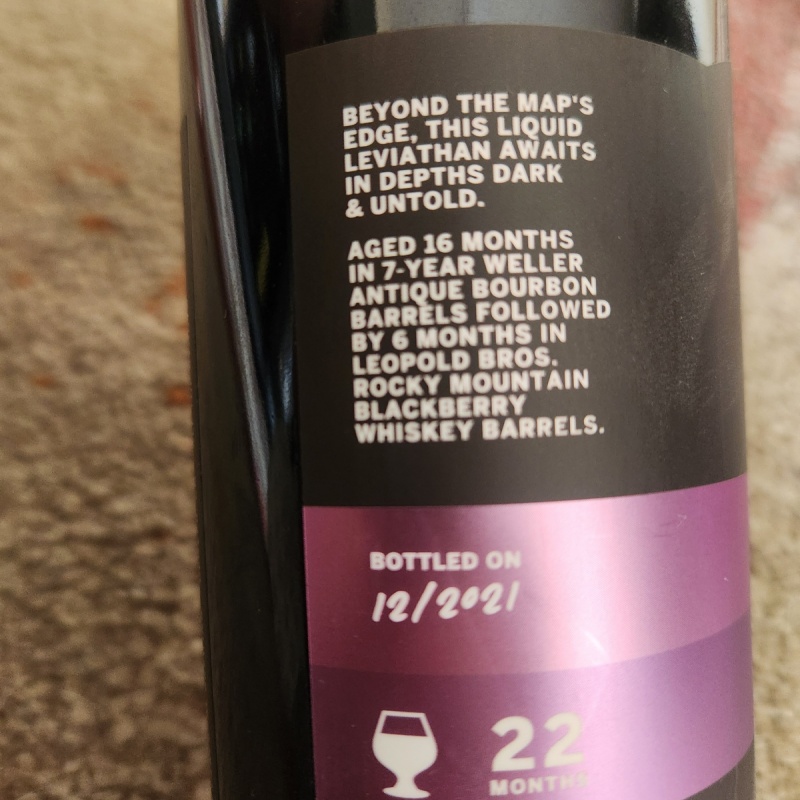 BEYOND THE MAP'S
EDGE, THIS LIQUID
LEVIATHAN AWAITS
IN DEPTHS DARK
& UNTOLD.
AGED 16 MONTHS
IN 7-YEAR WELLER
ANTIQUE BOURBON
BARRELS FOLLOWED
BY 6 MONTHS IN
LEOPOLD BROS.
ROCKY MOUNTAIN
BLACKBERRY
WHISKEY BARRELS.
BOTTLED ON
12/2021
22
MONTHS